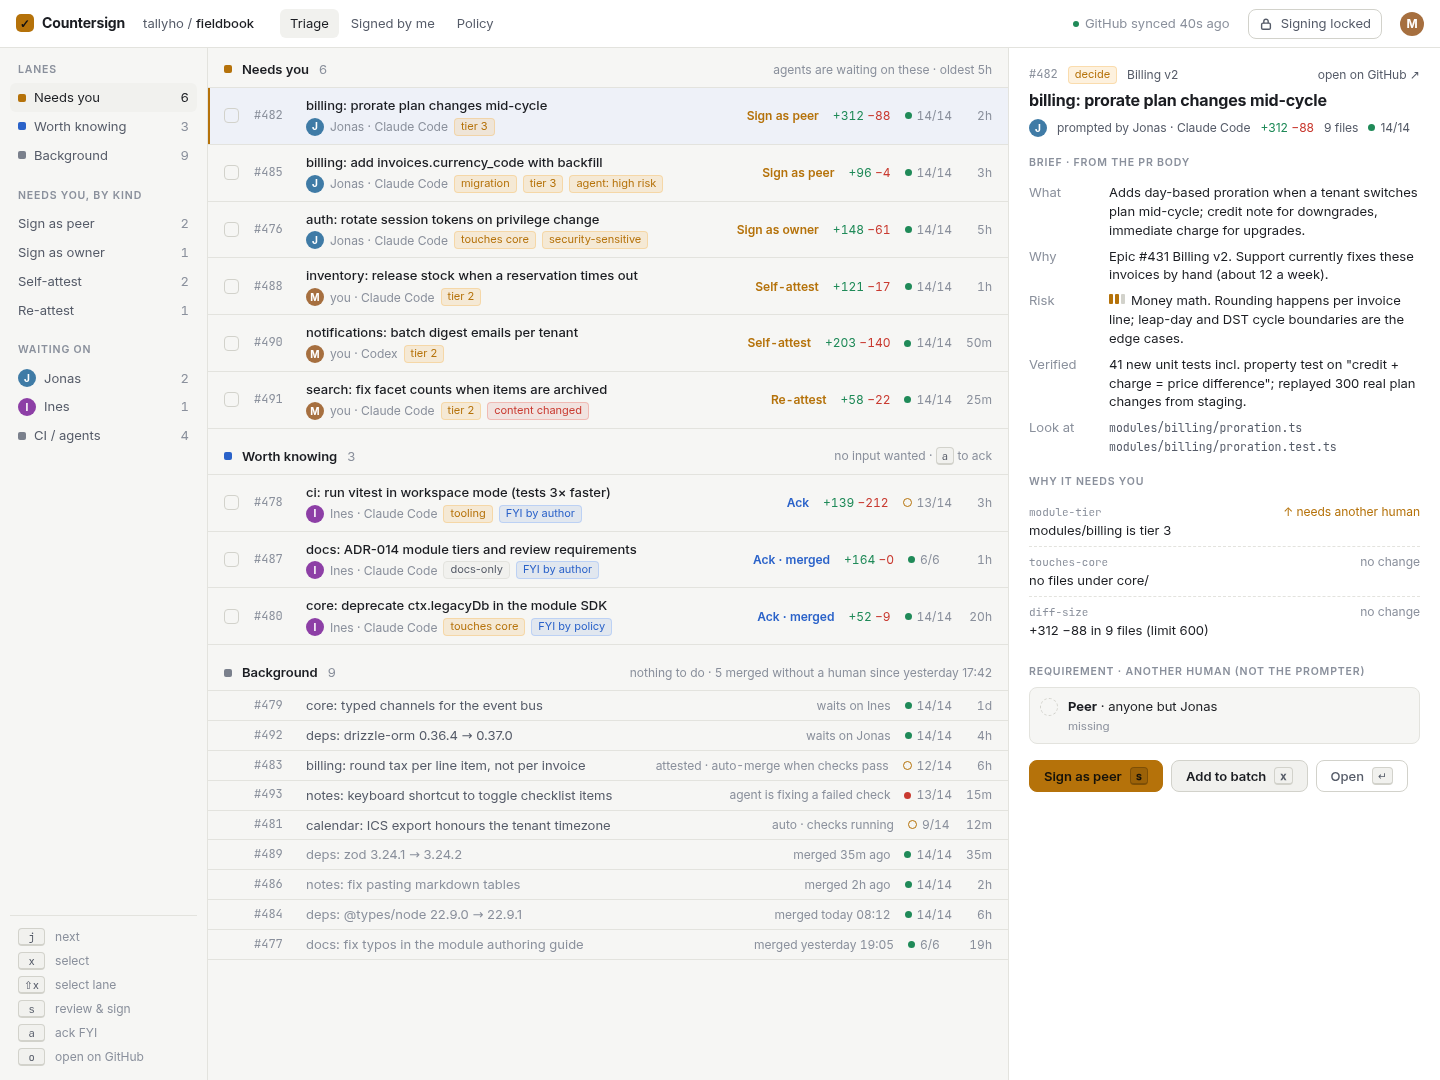 ✓ Countersign tallyho / fieldbook Triage Signed by me Policy GitHub synced 40s ago Signing locked M
LANES
Needs you 6
Worth knowing 3
Background 9
NEEDS YOU, BY KIND
Sign as peer 2
Sign as owner 1
Self-attest 2
Re-attest 1
WAITING ON
J Jonas 2
I Ines 1
CI / agents 4
j next
x select
⇧x select lane
s review & sign
a ack FYI
o open on GitHub
Needs you 6 agents are waiting on these · oldest 5h
#482 billing: prorate plan changes mid-cycle Sign as peer +312 −88 14/14 2h
J Jonas · Claude Code tier 3
#485 billing: add invoices.currency_code with backfill Sign as peer +96 −4 14/14 3h
J Jonas · Claude Code migration tier 3 agent: high risk
#476 auth: rotate session tokens on privilege change Sign as owner +148 −61 14/14 5h
J Jonas · Claude Code touches core security-sensitive
#488 inventory: release stock when a reservation times out Self-attest +121 −17 14/14 1h
M you · Claude Code tier 2
#490 notifications: batch digest emails per tenant Self-attest +203 −140 14/14 50m
M you · Codex tier 2
#491 search: fix facet counts when items are archived Re-attest +58 −22 14/14 25m
M you · Claude Code tier 2 content changed
Worth knowing 3 no input wanted · a to ack
#478 ci: run vitest in workspace mode (tests 3× faster) Ack +139 −212 13/14 3h
I Ines · Claude Code tooling FYI by author
#487 docs: ADR-014 module tiers and review requirements Ack · merged +164 −0 6/6 1h
I Ines · Claude Code docs-only FYI by author
#480 core: deprecate ctx.legacyDb in the module SDK Ack · merged +52 −9 14/14 20h
I Ines · Claude Code touches core FYI by policy
Background 9 nothing to do · 5 merged without a human since yesterday 17:42
#479 core: typed channels for the event bus waits on Ines 14/14 1d
#492 deps: drizzle-orm 0.36.4 → 0.37.0 waits on Jonas 14/14 4h
#483 billing: round tax per line item, not per invoice attested · auto-merge when checks pass 12/14 6h
#493 notes: keyboard shortcut to toggle checklist items agent is fixing a failed check 13/14 15m
#481 calendar: ICS export honours the tenant timezone auto · checks running 9/14 12m
#489 deps: zod 3.24.1 → 3.24.2 merged 35m ago 14/14 35m
#486 notes: fix pasting markdown tables merged 2h ago 14/14 2h
#484 deps: @types/node 22.9.0 → 22.9.1 merged today 08:12 14/14 6h
#477 docs: fix typos in the module authoring guide merged yesterday 19:05 6/6 19h
#482 decide Billing v2 open on GitHub ↗
billing: prorate plan changes mid-cycle
J prompted by Jonas · Claude Code +312 −88 9 files 14/14
BRIEF · FROM THE PR BODY
What Adds day-based proration when a tenant switches
plan mid-cycle; credit note for downgrades,
immediate charge for upgrades.
Why Epic #431 Billing v2. Support currently fixes these
invoices by hand (about 12 a week).
Risk Money math. Rounding happens per invoice
line; leap-day and DST cycle boundaries are the
edge cases.
Verified 41 new unit tests incl. property test on "credit +
charge = price difference"; replayed 300 real plan
changes from staging.
Look at modules/billing/proration.ts
modules/billing/proration.test.ts
WHY IT NEEDS YOU
module-tier ↑ needs another human
modules/billing is tier 3
touches-core no change
no files under core/
diff-size no change
+312 −88 in 9 files (limit 600)
REQUIREMENT · ANOTHER HUMAN (NOT THE PROMPTER)
Peer · anyone but Jonas
missing
Sign as peer s Add to batch x Open ↵